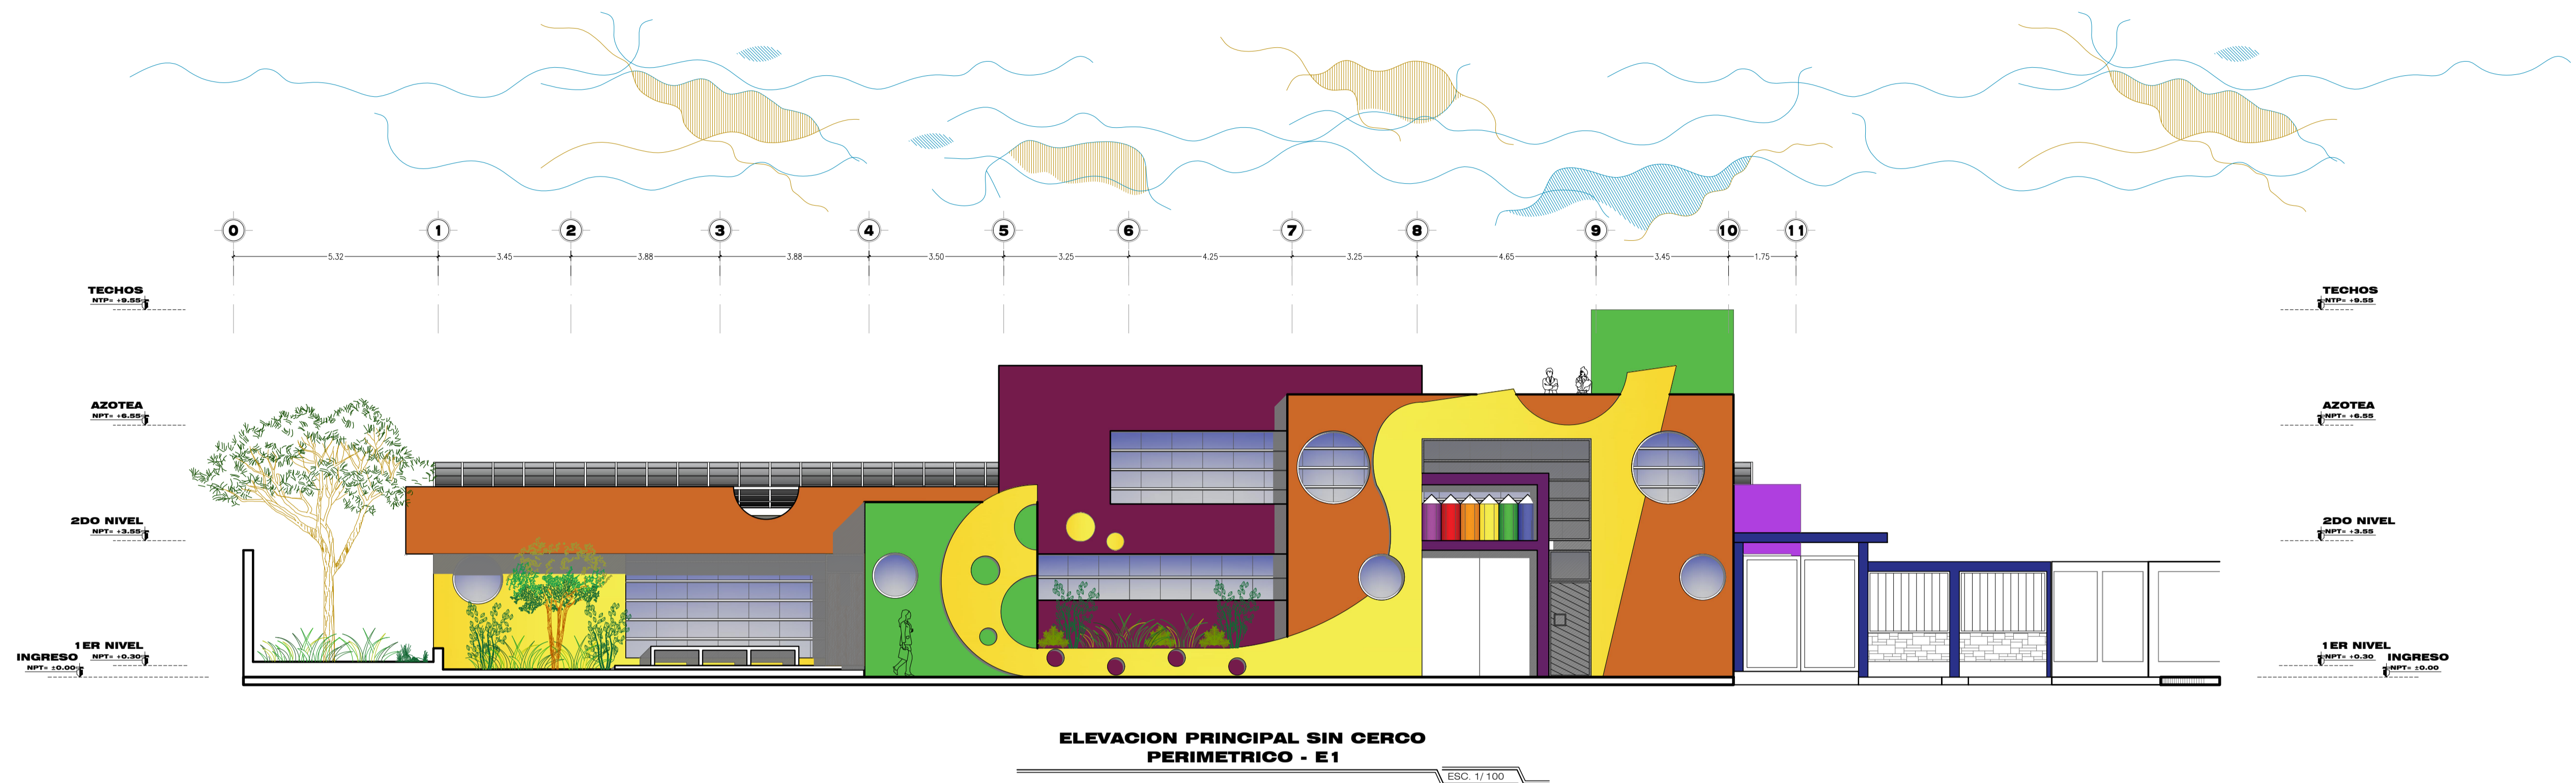 0 1 2 3 4 5 6 7 8 9 10 11
5.32 3.45 3.88 3.88 3.50 3.25 4.25 3.25 4.65 3.45 1.75
TECHOS
NTP= +9.55
TECHOS
NTP= +9.55
AZOTEA
NPT= +6.55
AZOTEA
NPT= +6.55
2DO NIVEL
NPT= +3.55
2DO NIVEL
NPT= +3.55
1ER NIVEL
NPT= +0.30
INGRESO
NPT= ±0.00
1ER NIVEL
NPT= +0.30
INGRESO
NPT= ±0.00
ELEVACION PRINCIPAL SIN CERCO
PERIMETRICO - E1
ESC. 1/ 100